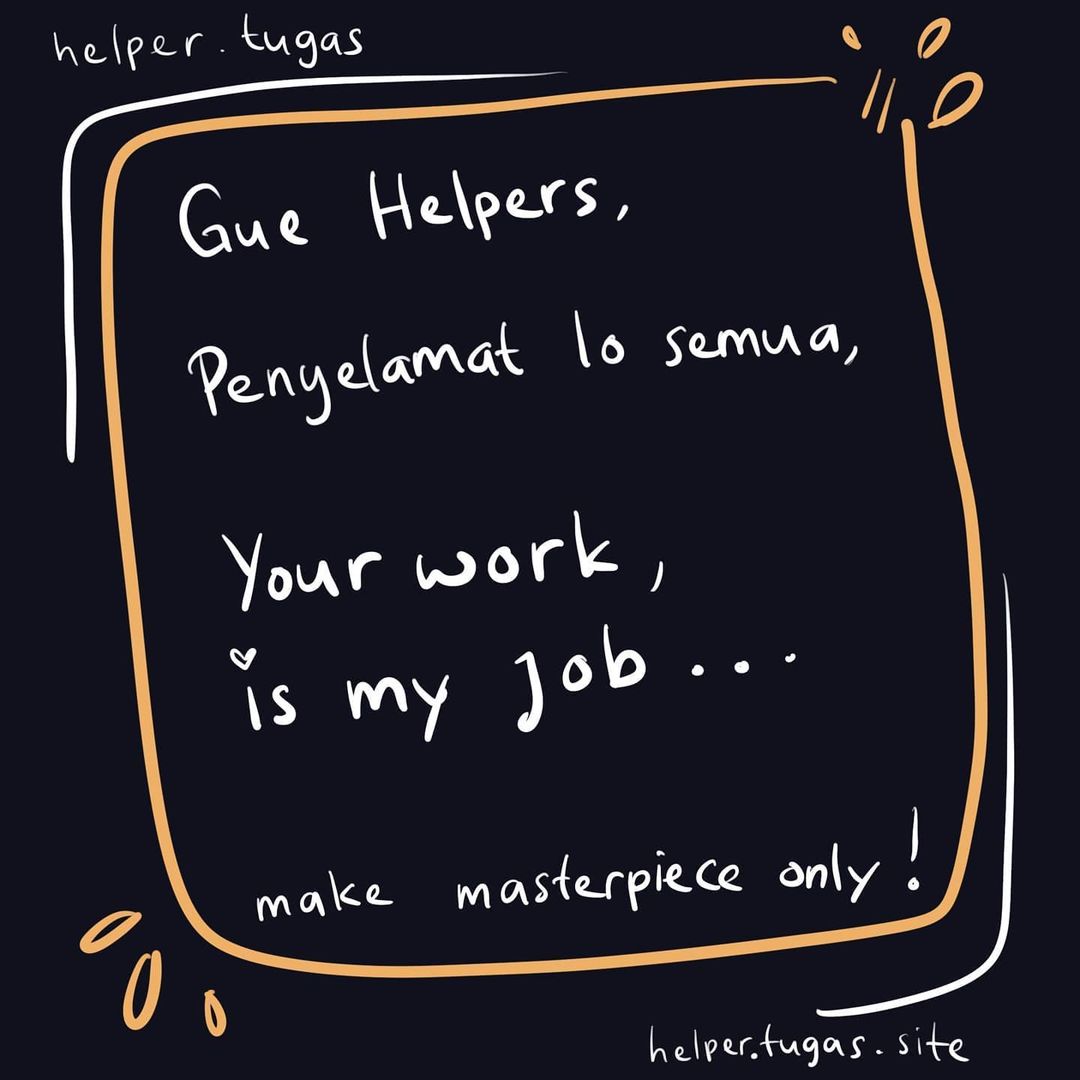 helper.tugas
Gue Helpers,
Penyelamat lo semua,
Your work,
is my job...
make masterpiece only!
helper.tugas.site